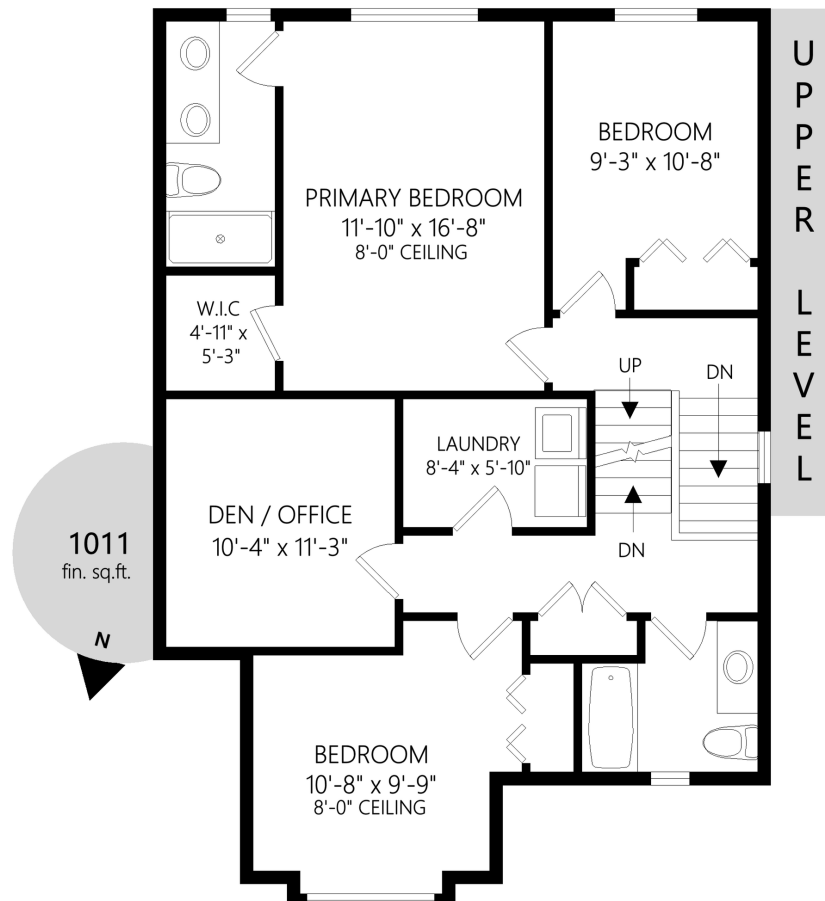 UPPER LEVEL
BEDROOM
9'-3" x 10'-8"
PRIMARY BEDROOM
11'-10" x 16'-8"
8'-0" CEILING
W.I.C
4'-11" x
5'-3"
UP
DN
LAUNDRY
8'-4" x 5'-10"
DEN / OFFICE
10'-4" x 11'-3"
DN
1011
fin. sq.ft.
N
BEDROOM
10'-8" x 9'-9"
8'-0" CEILING